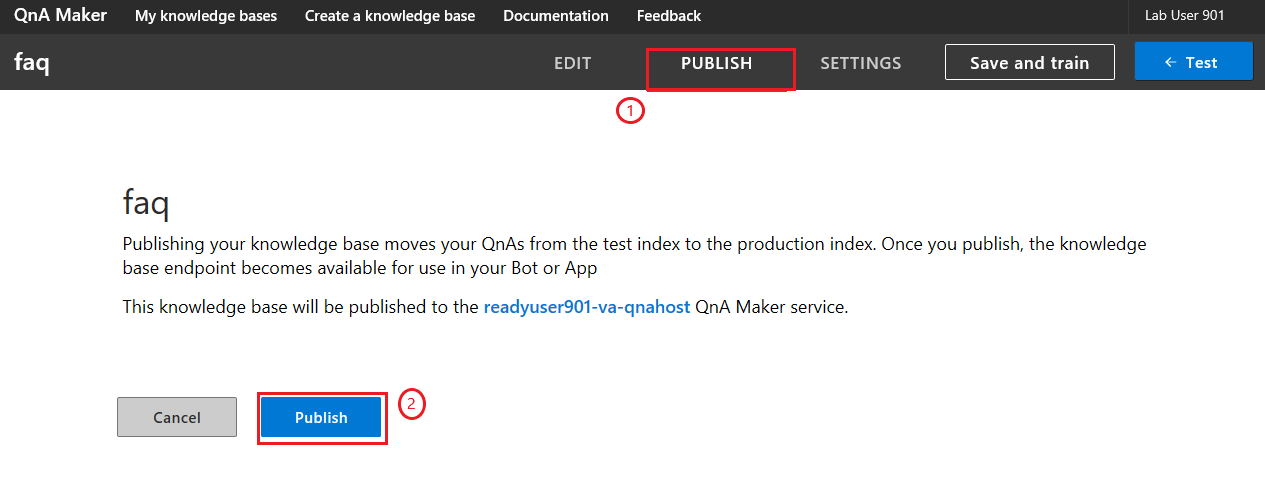 QnA Maker My knowledge bases Create a knowledge base Documentation Feedback Lab User 901
faq EDIT PUBLISH SETTINGS Save and train ← Test
1
faq
Publishing your knowledge base moves your QnAs from the test index to the production index. Once you publish, the knowledge
base endpoint becomes available for use in your Bot or App
This knowledge base will be published to the readyuser901-va-qnahost QnA Maker service.
Cancel Publish 2